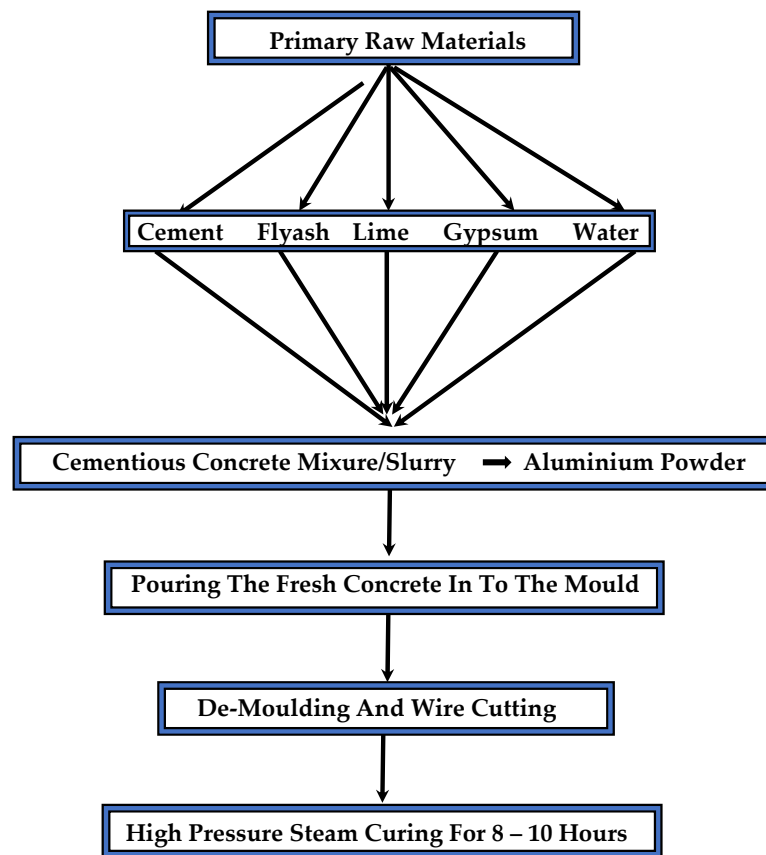 Primary Raw Materials
Cement Flyash Lime Gypsum Water
Cementious Concrete Mixure/Slurry → Aluminium Powder
Pouring The Fresh Concrete In To The Mould
De-Moulding And Wire Cutting
High Pressure Steam Curing For 8 – 10 Hours